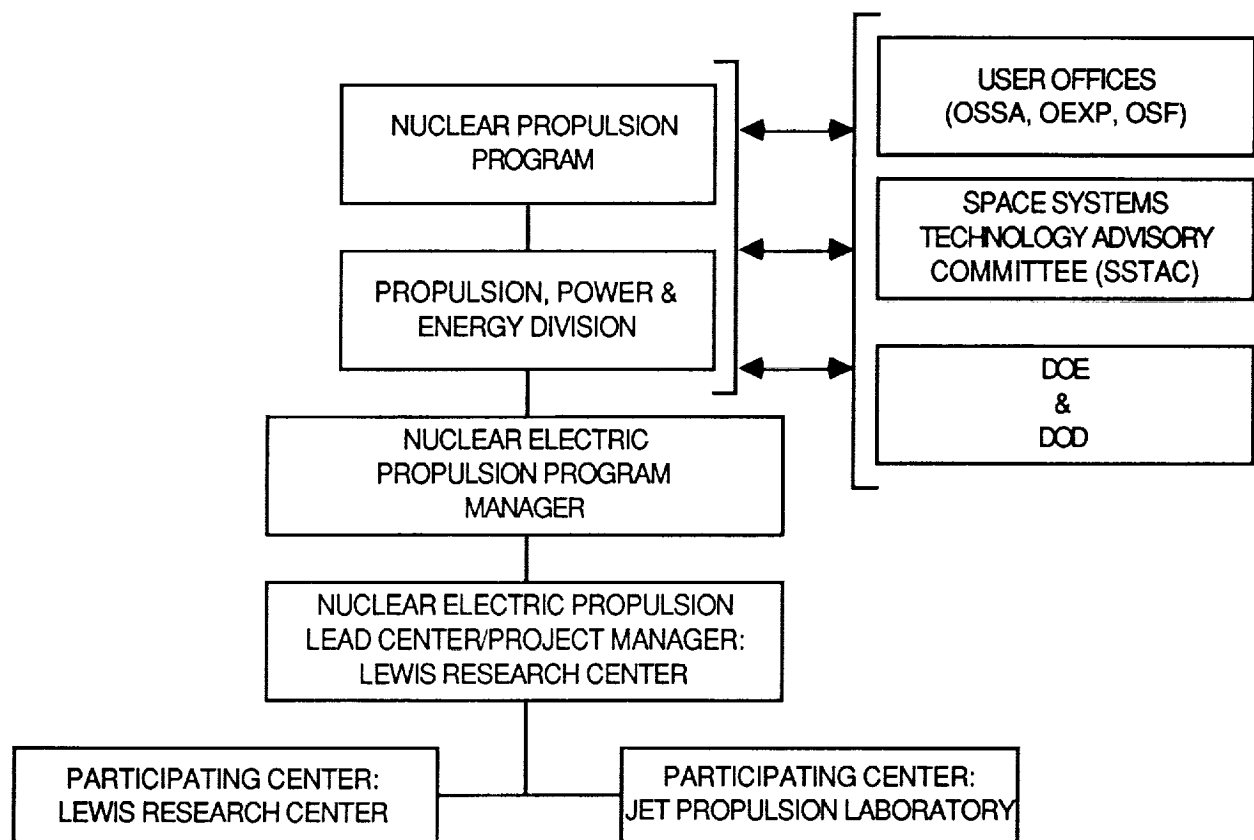 NUCLEAR PROPULSION
PROGRAM
PROPULSION, POWER &
ENERGY DIVISION
NUCLEAR ELECTRIC
PROPULSION PROGRAM
MANAGER
NUCLEAR ELECTRIC PROPULSION
LEAD CENTER/PROJECT MANAGER:
LEWIS RESEARCH CENTER
PARTICIPATING CENTER:
LEWIS RESEARCH CENTER
PARTICIPATING CENTER:
JET PROPULSION LABORATORY
USER OFFICES
(OSSA, OEXP, OSF)
SPACE SYSTEMS
TECHNOLOGY ADVISORY
COMMITTEE (SSTAC)
DOE
&
DOD